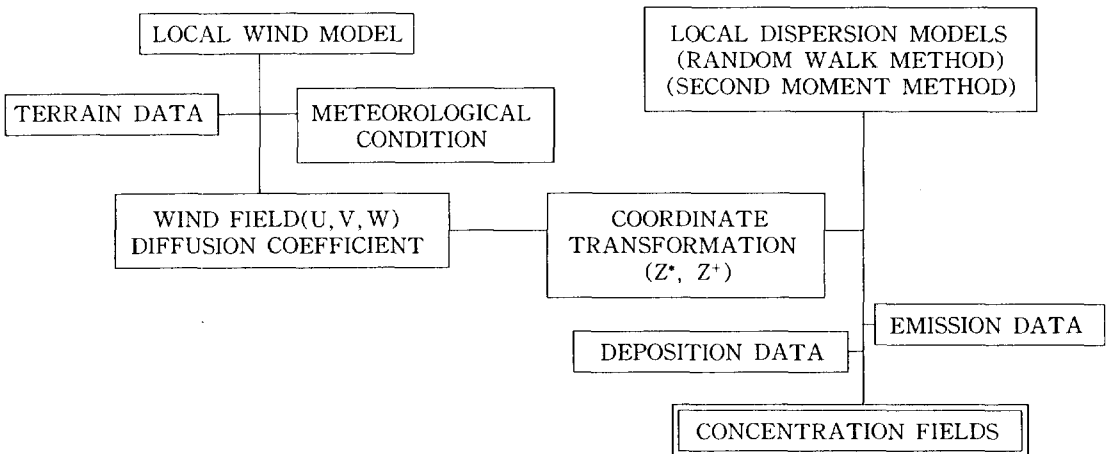 LOCAL WIND MODEL
LOCAL DISPERSION MODELS
(RANDOM WALK METHOD)
(SECOND MOMENT METHOD)
TERRAIN DATA
METEOROLOGICAL
CONDITION
WIND FIELD(U, V, W)
DIFFUSION COEFFICIENT
COORDINATE
TRANSFORMATION
(Z*, Z⁺)
EMISSION DATA
DEPOSITION DATA
CONCENTRATION FIELDS